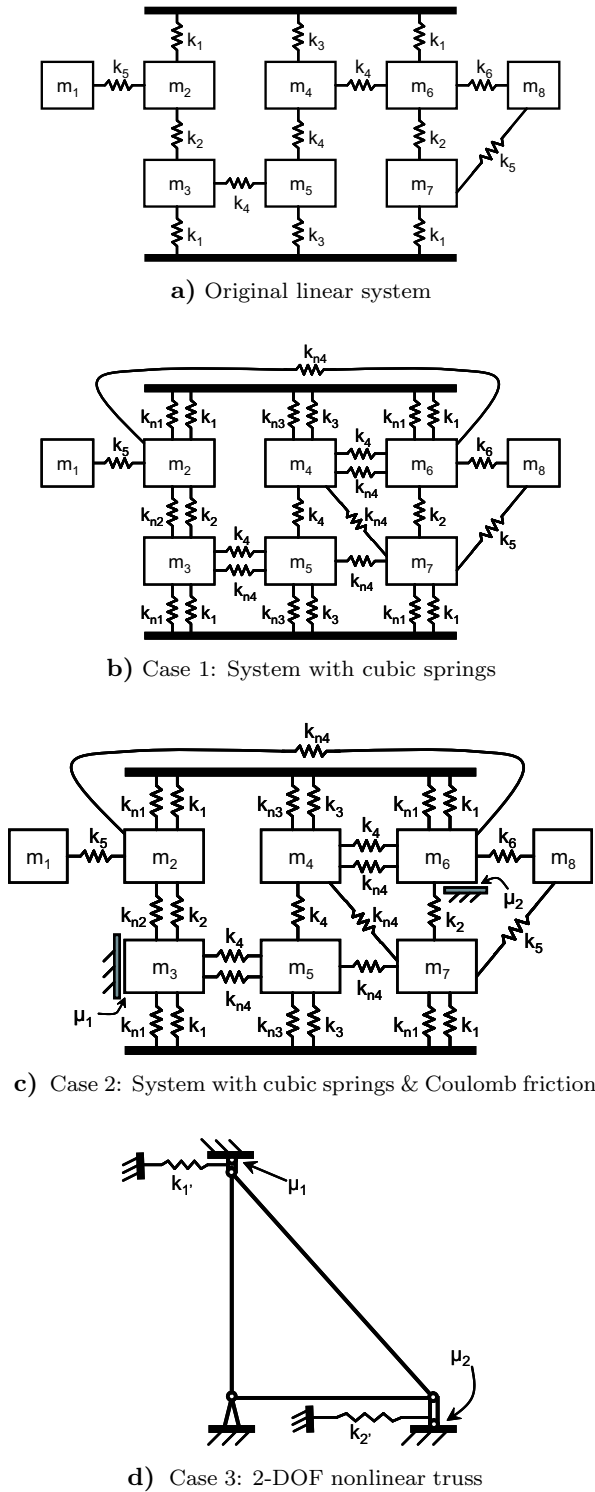 k1 k3 k1
m1 k5 m2 m4 k4 m6 k6 m8
k2 k4 k2
m3 k4 m5 m7 k5
k1 k3 k1
a) Original linear system
kn4
kn1 k1 kn3 k3 kn1 k1
m1 k5 m2 m4 k4 kn4 m6 k6 m8
kn2 k2 k4 kn4 k2
m3 k4 kn4 m5 kn4 m7 k5
kn1 k1 kn3 k3 kn1 k1
b) Case 1: System with cubic springs
kn4
kn1 k1 kn3 k3 kn1 k1
m1 k5 m2 m4 k4 kn4 m6 k6 m8
μ2
kn2 k2 k4 kn4 k2
m3 k4 kn4 m5 kn4 m7 k5
μ1
kn1 k1 kn3 k3 kn1 k1
c) Case 2: System with cubic springs & Coulomb friction
k1' μ1
μ2
k2'
d) Case 3: 2-DOF nonlinear truss